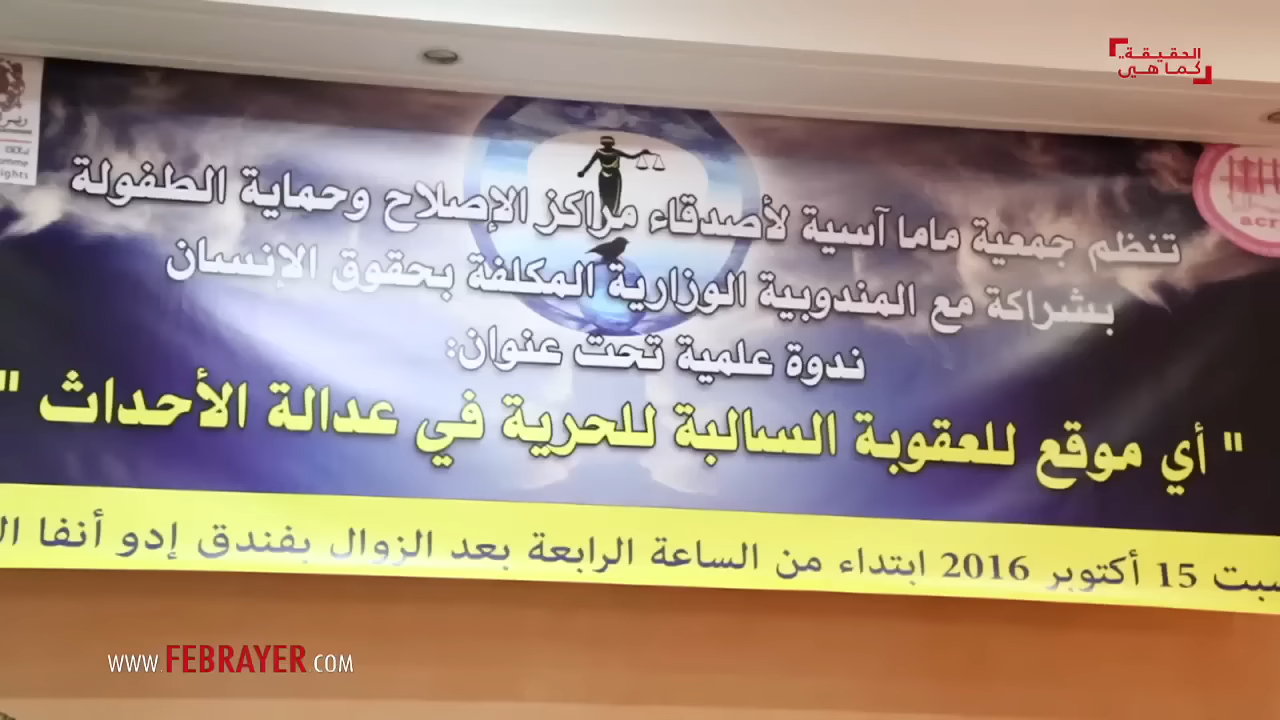 الحقيقة..
كما هي
تنظم جمعية ماما آسية لأصدقاء مراكز الإصلاح وحماية الطفولة
بشراكة مع المندوبية الوزارية المكلفة بحقوق الإنسان
ندوة علمية تحت عنوان:
" أي موقع للعقوبة السالبة للحرية في عدالة الأحداث "
15 أكتوبر 2016 ابتداء من الساعة الرابعة بعد الزوال بفندق إدو أنفا
WWW.FEBRAYER.COM